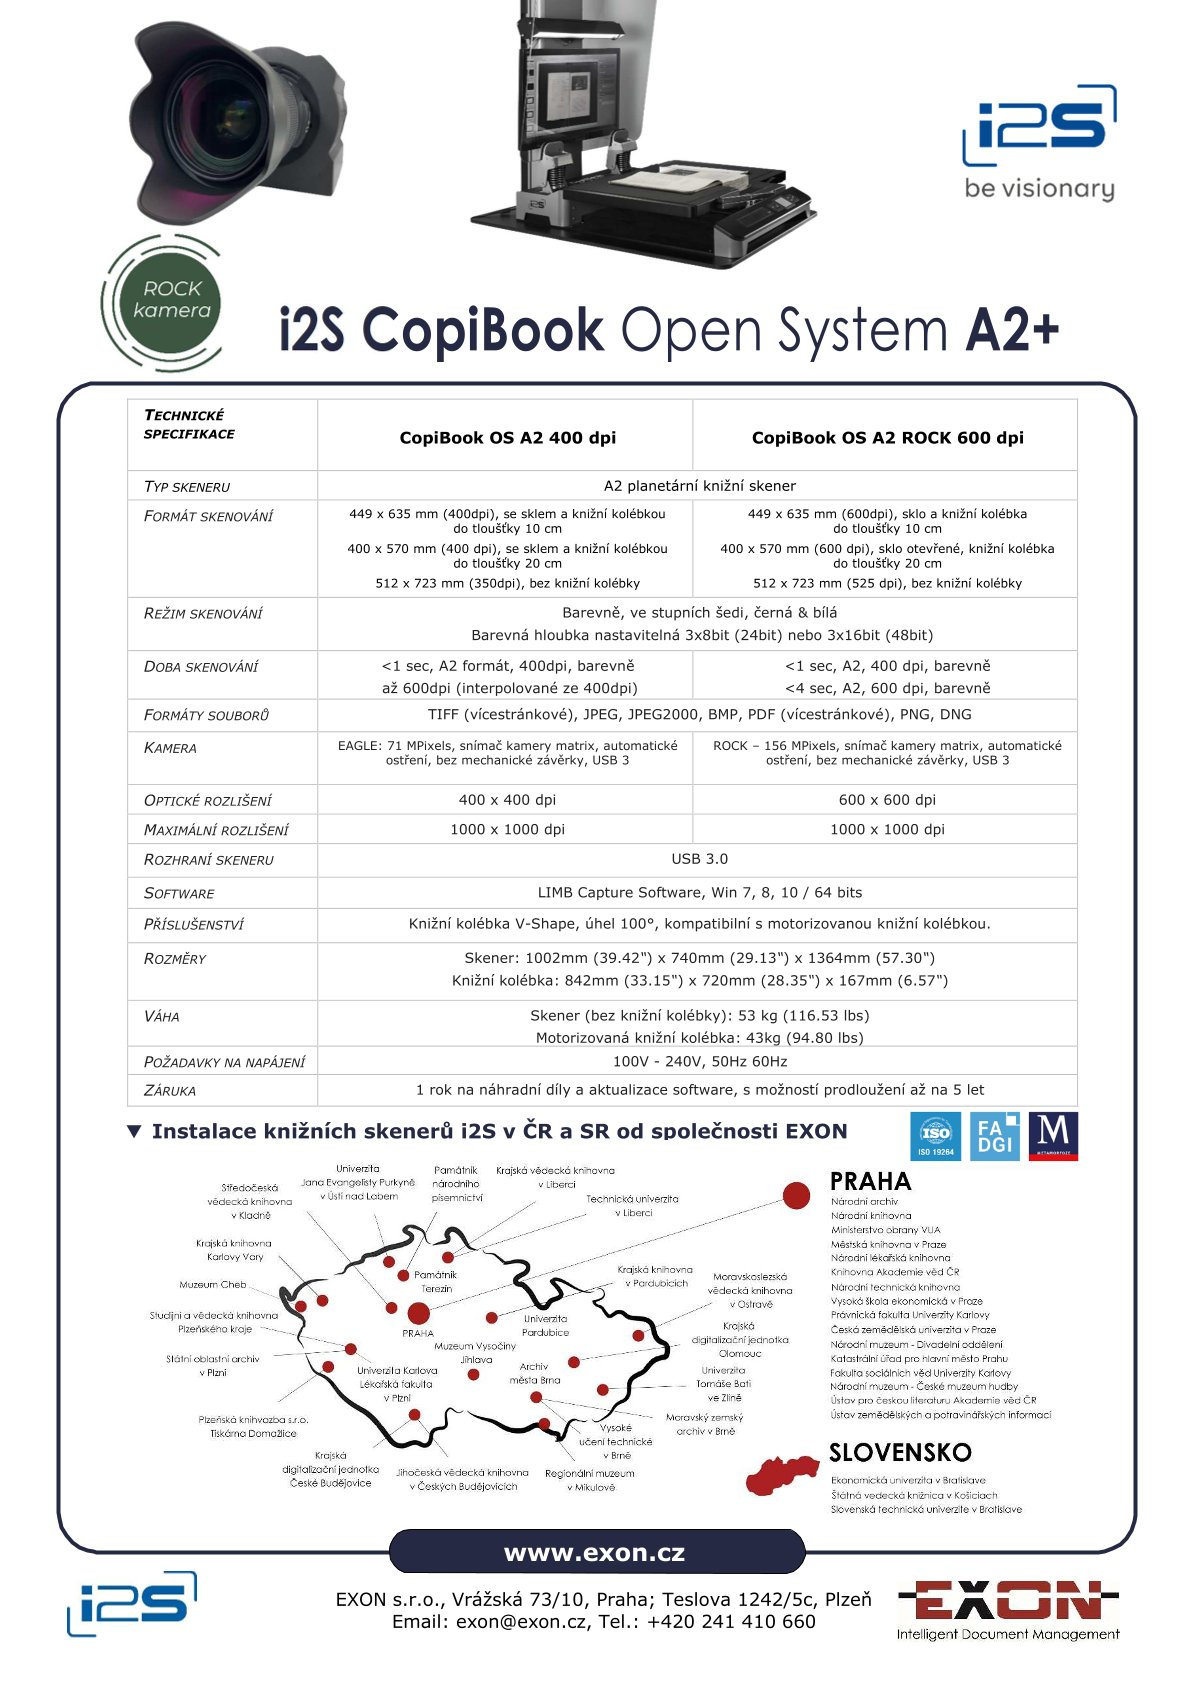 i2S
be visionary
i2S
ROCK
kamera
i2S CopiBook Open System A2+
TECHNICKÉ
SPECIFIKACE
CopiBook OS A2 400 dpi
CopiBook OS A2 ROCK 600 dpi
TYP SKENERU
A2 planetární knižní skener
FORMÁT SKENOVÁNÍ
449 x 635 mm (400dpi), se sklem a knižní kolébkou
do tloušťky 10 cm
400 x 570 mm (400 dpi), se sklem a knižní kolébkou
do tloušťky 20 cm
512 x 723 mm (350dpi), bez knižní kolébky
449 x 635 mm (600dpi), sklo a knižní kolébka
do tloušťky 10 cm
400 x 570 mm (600 dpi), sklo otevřené, knižní kolébka
do tloušťky 20 cm
512 x 723 mm (525 dpi), bez knižní kolébky
REŽIM SKENOVÁNÍ
Barevně, ve stupních šedi, černá & bílá
Barevná hloubka nastavitelná 3x8bit (24bit) nebo 3x16bit (48bit)
DOBA SKENOVÁNÍ
<1 sec, A2 formát, 400dpi, barevně
až 600dpi (interpolované ze 400dpi)
<1 sec, A2, 400 dpi, barevně
<4 sec, A2, 600 dpi, barevně
FORMÁTY SOUBORŮ
TIFF (vícestránkové), JPEG, JPEG2000, BMP, PDF (vícestránkové), PNG, DNG
KAMERA
EAGLE: 71 MPixels, snímač kamery matrix, automatické
ostření, bez mechanické závěrky, USB 3
ROCK – 156 MPixels, snímač kamery matrix, automatické
ostření, bez mechanické závěrky, USB 3
OPTICKÉ ROZLIŠENÍ
400 x 400 dpi
600 x 600 dpi
MAXIMÁLNÍ ROZLIŠENÍ
1000 x 1000 dpi
1000 x 1000 dpi
ROZHRANÍ SKENERU
USB 3.0
SOFTWARE
LIMB Capture Software, Win 7, 8, 10 / 64 bits
PŘÍSLUŠENSTVÍ
Knižní kolébka V-Shape, úhel 100°, kompatibilní s motorizovanou knižní kolébkou.
ROZMĚRY
Skener: 1002mm (39.42“) x 740mm (29.13“) x 1364mm (57.30“)
Knižní kolébka: 842mm (33.15“) x 720mm (28.35“) x 167mm (6.57“)
VÁHA
Skener (bez knižní kolébky): 53 kg (116.53 lbs)
Motorizovaná knižní kolébka: 43kg (94.80 lbs)
POŽADAVKY NA NAPÁJENÍ
100V - 240V, 50Hz 60Hz
ZÁRUKA
1 rok na náhradní díly a aktualizace software, s možností prodloužení až na 5 let
▼ Instalace knižních skenerů i2S v ČR a SR od společnosti EXON
ISO
ISO 19264
FA
DGI
M
METAMORFOZE
Univerzita
Jana Evangelisty Purkyně
v Ústí nad Labem
Památník
národního
písemnictví
Krajská vědecká knihovna
v Liberci
Technická univerzita
v Liberci
Středočeská
vědecká knihovna
v Kladně
Krajská knihovna
Karlovy Vary
Muzeum Cheb
Studijní a vědecká knihovna
Plzeňského kraje
Státní oblastní archiv
v Plzni
Plzeňská knihvazba s.r.o.
Tiskárna Domažlice
Krajská
digitalizační jednotka
České Budějovice
Jihočeská vědecká knihovna
v Českých Budějovicích
Regionální muzeum
v Mikulově
Památník
Terezín
PRAHA
Muzeum Vysočiny
Jihlava
Univerzita
Pardubice
Univerzita Karlova
Lékařská fakulta
v Plzni
Archiv
města Brna
Vysoké
učení technické
v Brně
Krajská knihovna
v Pardubicích
Moravskoslezská
vědecká knihovna
v Ostravě
Krajská
digitalizační jednotka
Olomouc
Univerzita
Tomáše Bati
ve Zlíně
Moravský zemský
archiv v Brně
PRAHA
Národní archiv
Národní knihovna
Ministerstvo obrany VUA
Městská knihovna v Praze
Národní lékařská knihovna
Knihovna Akademie věd ČR
Národní technická knihovna
Vysoká škola ekonomická v Praze
Právnická fakulta Univerzity Karlovy
Česká zemědělská univerzita v Praze
Národní muzeum - Divadelní oddělení
Katastrální úřad pro hlavní město Prahu
Fakulta sociálních věd Univerzity Karlovy
Národní muzeum - České muzeum hudby
Ústav pro českou literaturu Akademie věd ČR
Ústav zemědělských a potravinářských informací
SLOVENSKO
Ekonomická univerzita v Bratislave
Štátná vedecká knižnica v Košiciach
Slovenská technická univerzite v Bratislave
www.exon.cz
i2S
EXON s.r.o., Vrážská 73/10, Praha; Teslova 1242/5c, Plzeň
Email: exon@exon.cz, Tel.: +420 241 410 660
EXON
Intelligent Document Management